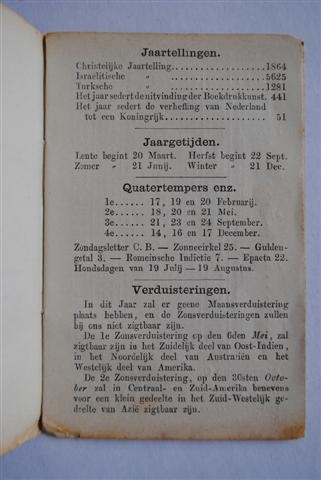 Jaartellingen.
Christelijke Jaartelling...................1864
Israëlitische „ ...................5625
Turksche „ ...................1281
Het jaar sedert de uitvinding der Boekdrukkunst. 441
Het jaar sedert de verheffing van Nederland
tot een Koningrijk....................51
Jaargetijden.
Lente begint 20 Maart. Herfst begint 22 Sept.
Zomer „ 21 Junij. Winter „ 21 Dec.
Quatertempers enz.
1e...... 17, 19 en 20 Februarij.
2e...... 18, 20 en 21 Mei.
3e...... 21, 23 en 24 September.
4e...... 14, 16 en 17 December.
Zondagsletter C. B. — Zonnecirkel 25. — Gulden-
getal 3. — Romeinsche Indictie 7. — Epacta 22.
Hondsdagen van 19 Julij — 19 Augustus.
Verduisteringen.
In dit Jaar zal er geene Maansverduistering
plaats hebben, en de Zonsverduisteringen zullen
bij ons niet zigtbaar zijn.
De 1e Zonsverduistering op den 6den Mei, zal
zigtbaar zijn in het Zuidelijk deel van Oost-Indien,
in het Noordelijk deel van Australiën en het
Westelijk deel van Amerika.
De 2e Zonsverduistering, op den 30sten Octo-
ber zal in Centraal- en Zuid-Amerika benevens
voor een klein gedeelte in het Zuid-Westelijk ge-
deelte van Azië zigtbaar zijn.